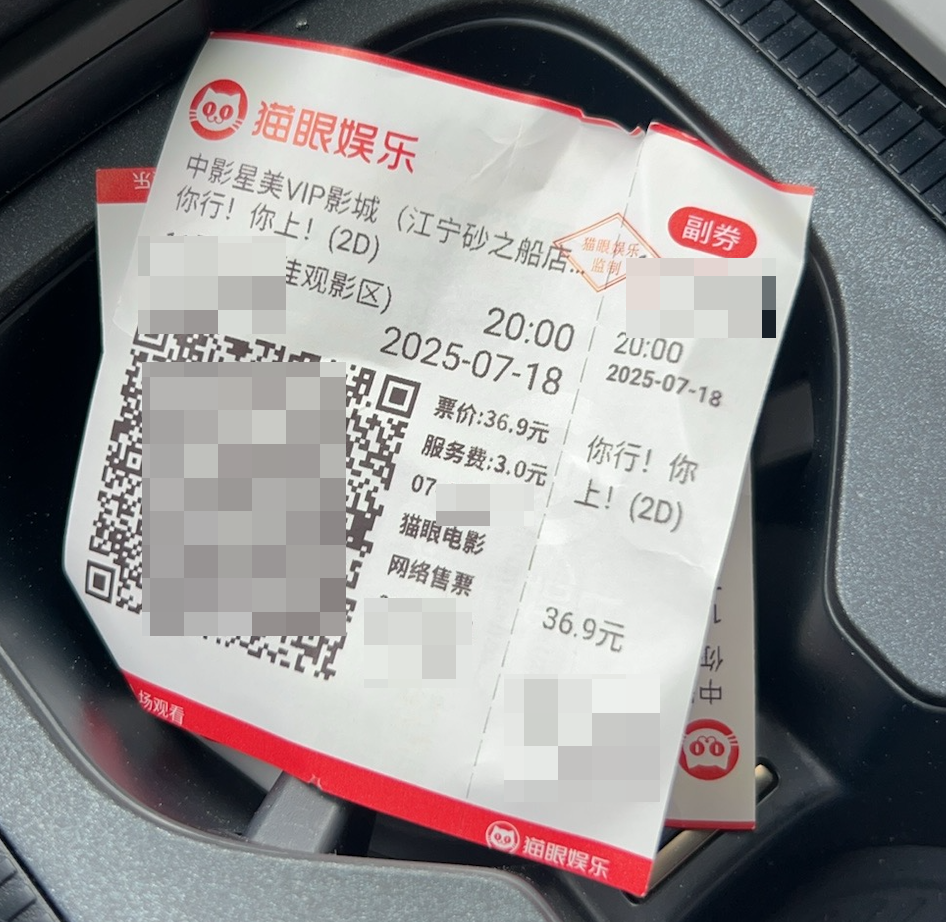 猫眼娱乐
中影星美VIP影城（江宁砂之船店...
你行！你上！(2D)
佳观影区)
20:00
2025-07-18
票价:36.9元
服务费:3.0元
07
猫眼电影
网络售票
场观看
猫眼娱乐
猫眼娱乐
监制
副券
20:00
2025-07-18
你行！你
上！(2D)
36.9元
乐
中
你